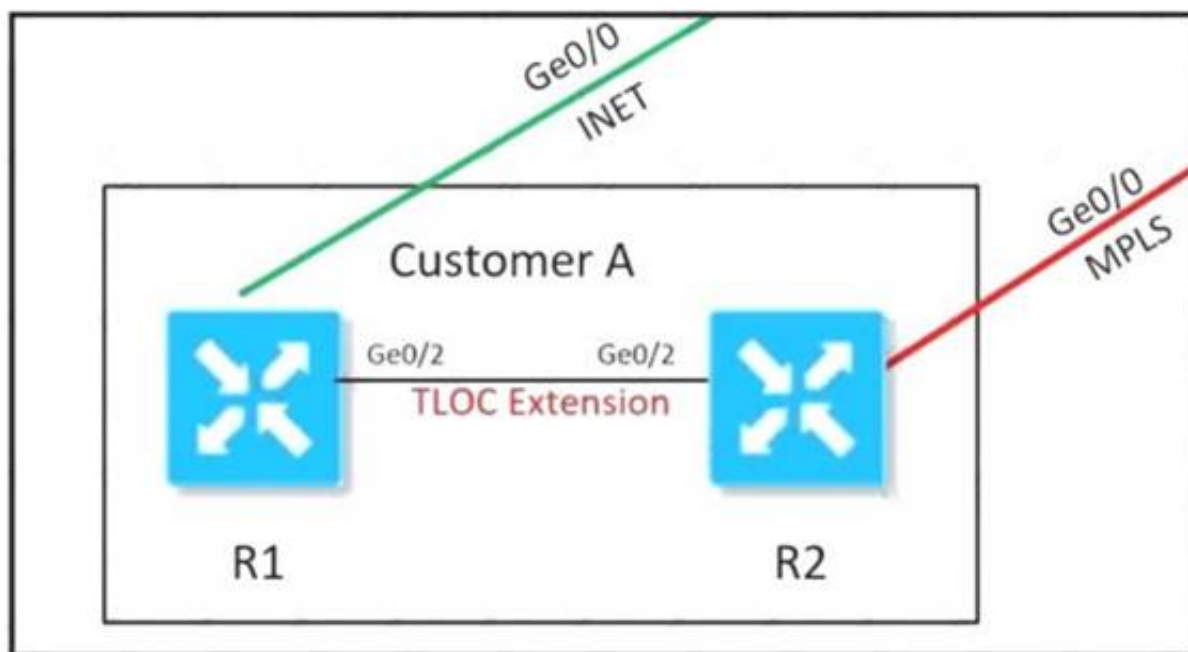 Ge0/0
INET
Ge0/0
MPLS
Customer A
Ge0/2
Ge0/2
TLOC Extension
R1
R2